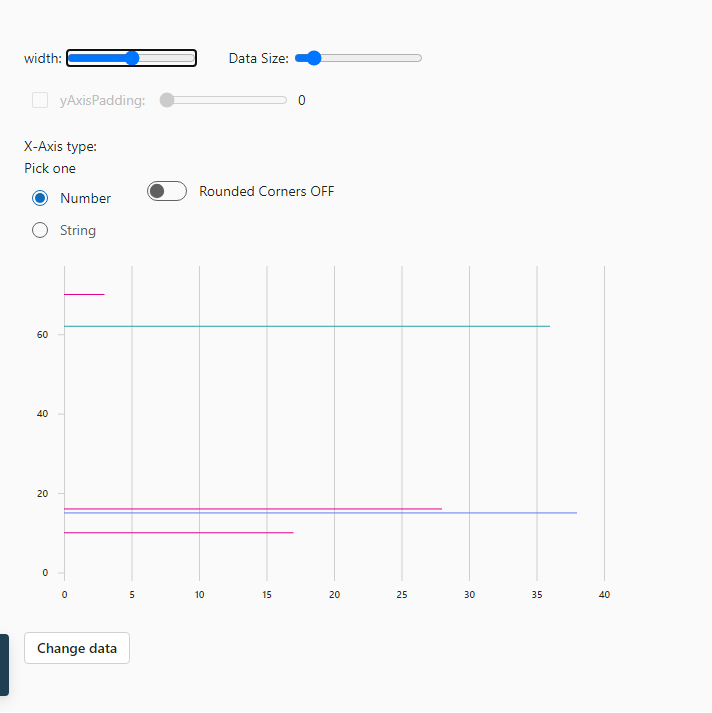 width: Data Size:
yAxisPadding: 0
X-Axis type:
Pick one
Number Rounded Corners OFF
String
60
40
20
0
0 5 10 15 20 25 30 35 40
Change data